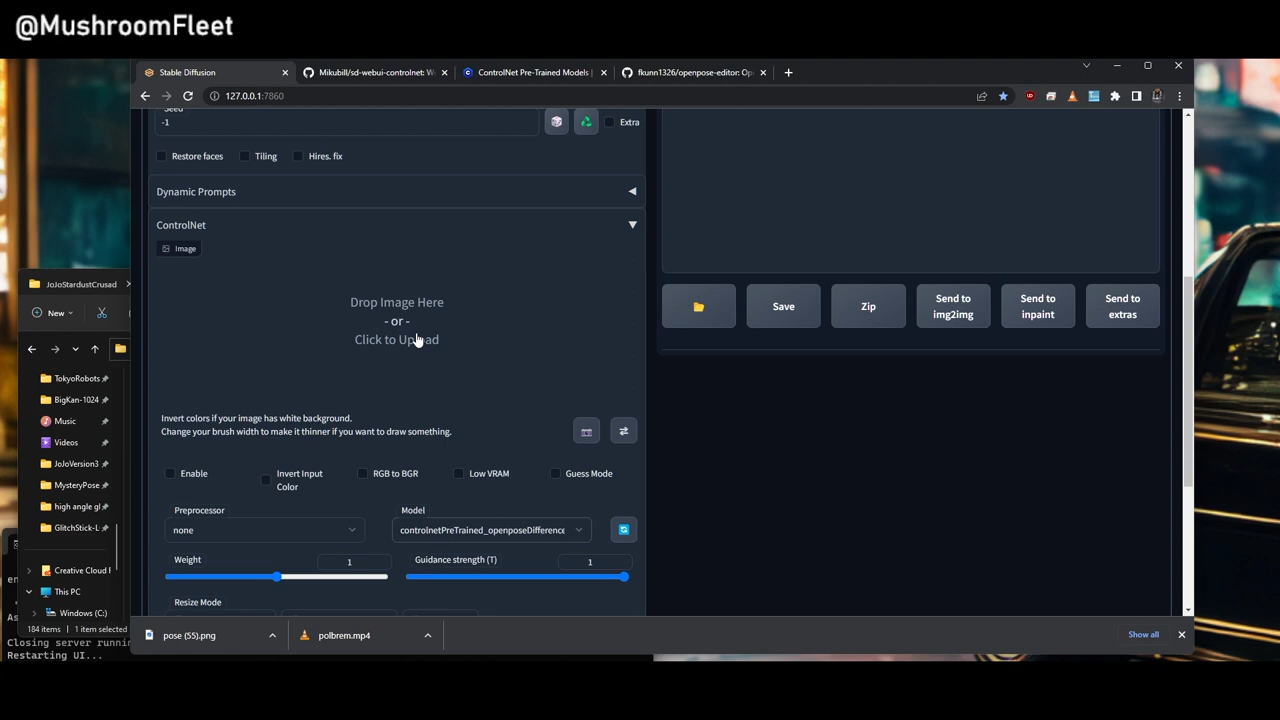 @MushroomFleet
Stable Diffusion
Mikubill/sd-webui-controlnet: W
ControlNet Pre-Trained Models |
fkunn1326/openpose-editor: Op
127.0.0.1:7860
Seed
-1
Extra
Restore faces
Tiling
Hires. fix
Dynamic Prompts
ControlNet
Image
Drop Image Here
- or -
Click to Upload
Invert colors if your image has white background.
Change your brush width to make it thinner if you want to draw something.
Enable
Invert Input
Color
RGB to BGR
Low VRAM
Guess Mode
Preprocessor
none
Model
controlnetPreTrained_openposeDifference
Weight
1
Guidance strength (T)
1
Resize Mode
Save
Zip
Send to
img2img
Send to
inpaint
Send to
extras
JoJoStardustCrusad
New
TokyoRobots
BigKan-1024
Music
Videos
JoJoVersion3
MysteryPose
high angle gl
GlitchStick-L
Creative Cloud F
This PC
Windows (C:)
184 items
1 item selected
Closing server runnin
Restarting UI...
pose (55).png
polbrem.mp4
Show all